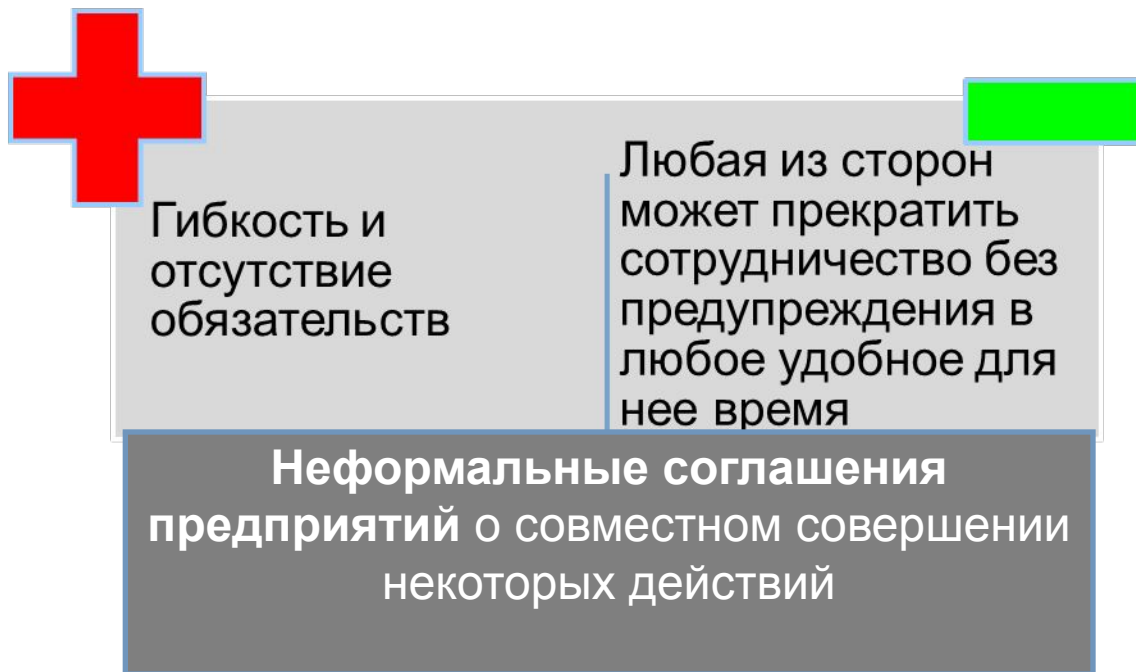 Гибкость и
отсутствие
обязательств
Любая из сторон
может прекратить
сотрудничество без
предупреждения в
любое удобное для
нее время
Неформальные соглашения
предприятий о совместном совершении
некоторых действий